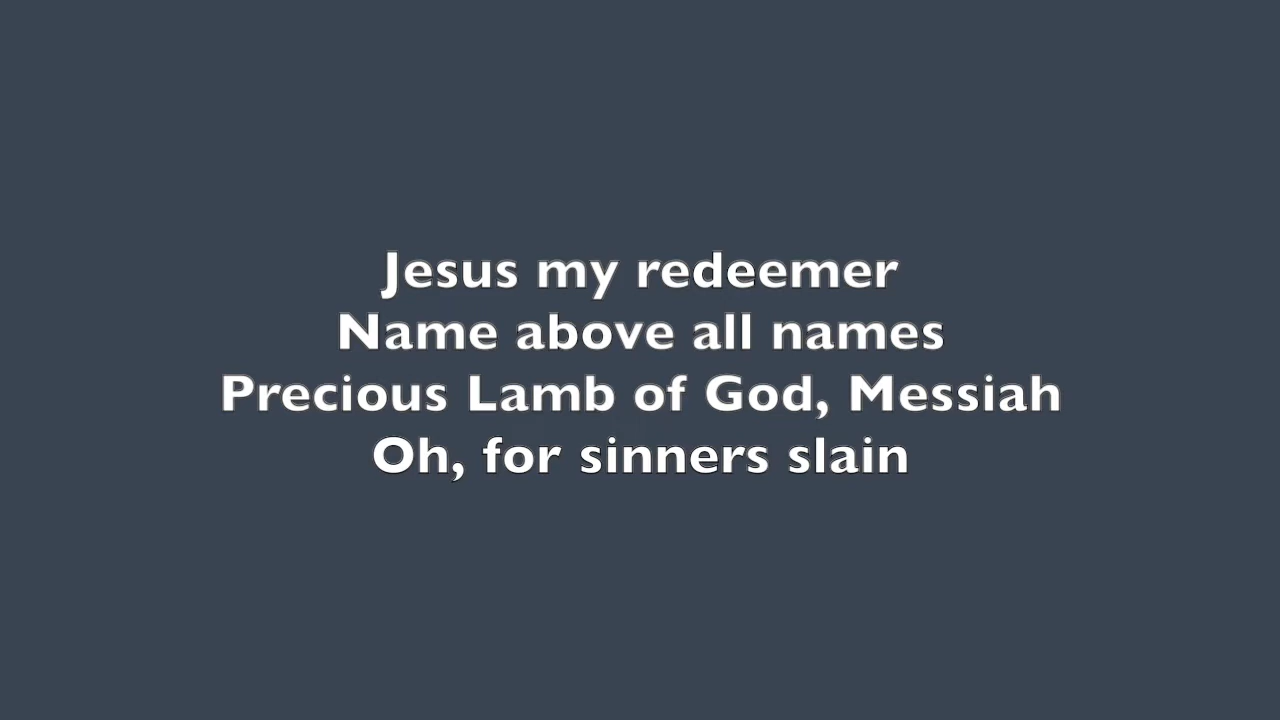 Jesus my redeemer
Name above all names
Precious Lamb of God, Messiah
Oh, for sinners slain